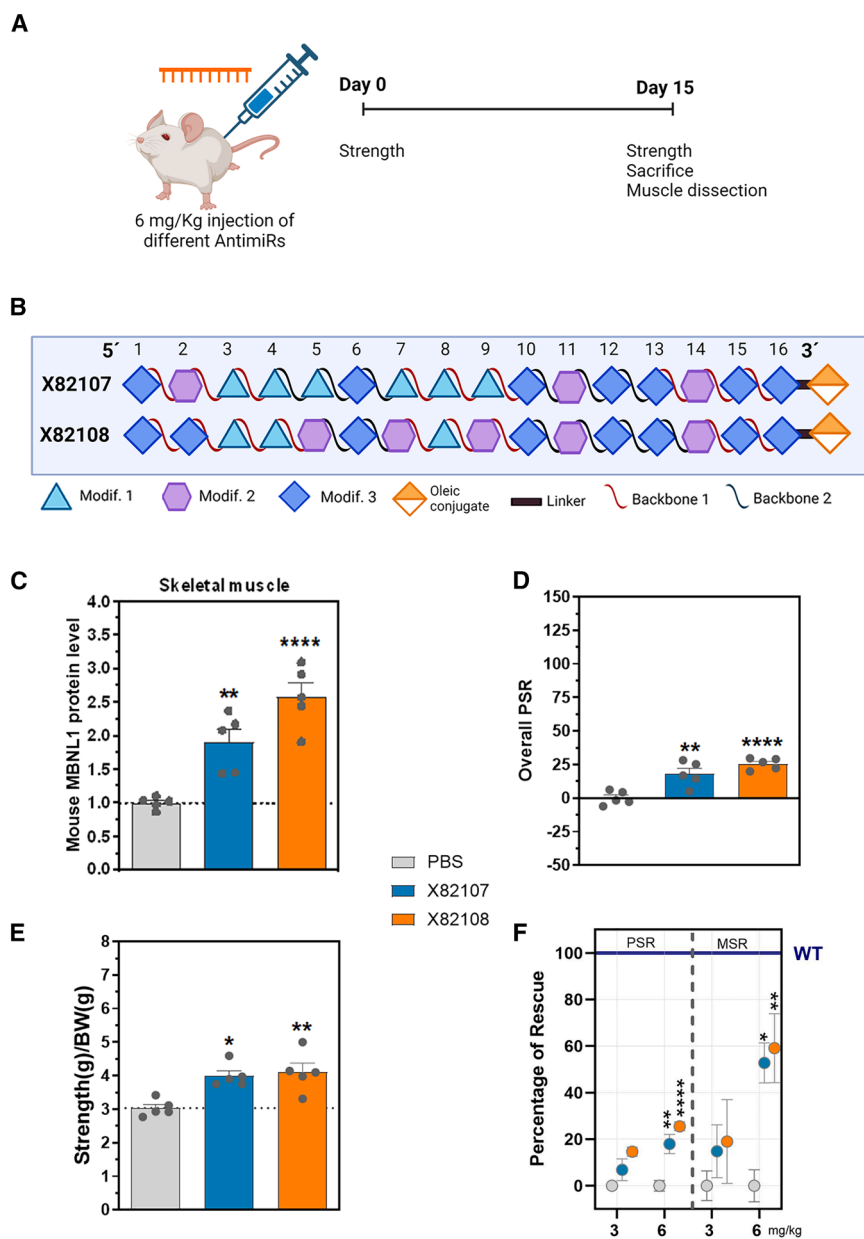 A
Day 0
Day 15
Strength
Strength
Sacrifice
Muscle dissection
6 mg/Kg injection of
different AntimiRs
B
5´ 1 2 3 4 5 6 7 8 9 10 11 12 13 14 15 16 3´
X82107
X82108
Modif. 1
Modif. 2
Modif. 3
Oleic
conjugate
Linker
Backbone 1
Backbone 2
C
Skeletal muscle
Mouse MBNL1 protein level
4.0
3.5
3.0
2.5
2.0
1.5
1.0
0.5
0.0
**
****
D
Overall PSR
150
125
100
75
50
25
0
-25
-50
**
****
PBS
X82107
X82108
E
Strength(g)/BW(g)
8
7
6
5
4
3
2
1
0
*
**
F
PSR
MSR
WT
Percentage of Rescue
100
80
60
40
20
0
**
****
*
**
3 6 3 6 mg/kg